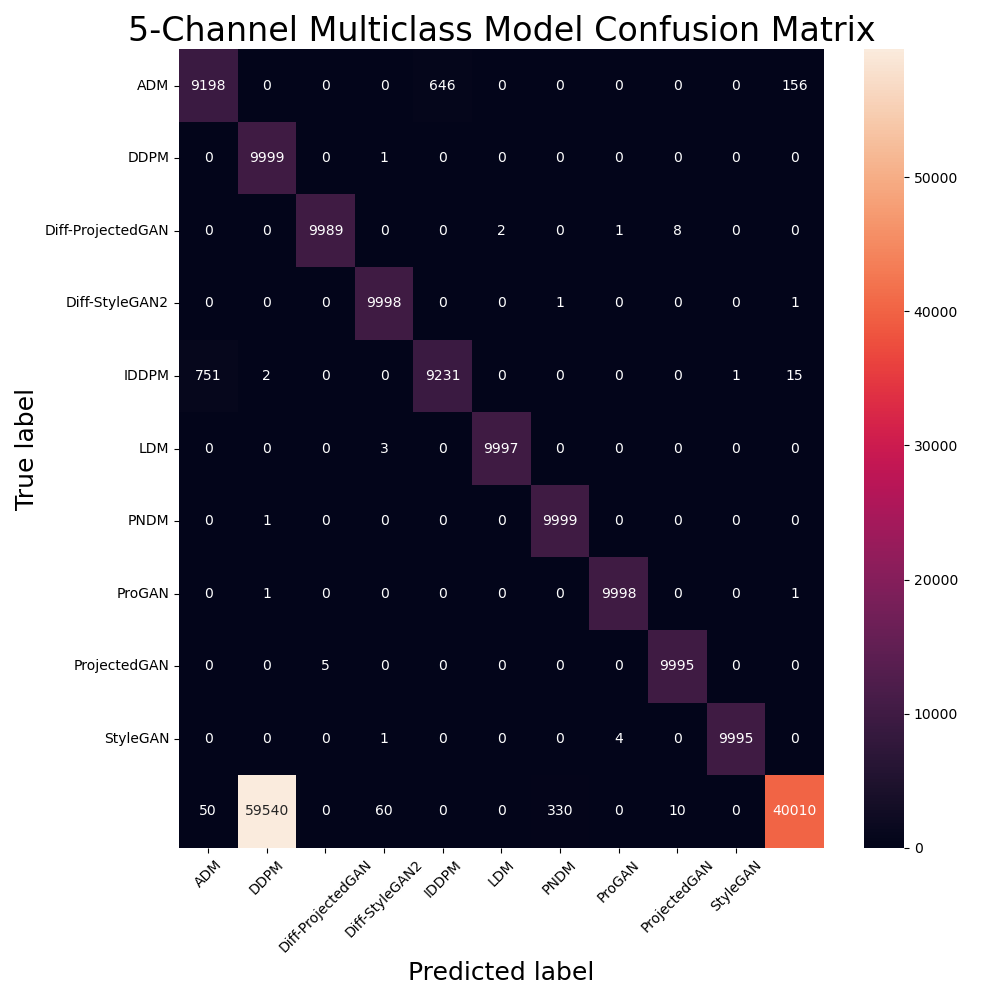 5-Channel Multiclass Model Confusion Matrix
ADM 9198 0 0 0 646 0 0 0 0 0 156
DDPM 0 9999 0 1 0 0 0 0 0 0 0
Diff-ProjectedGAN 0 0 9989 0 0 2 0 1 8 0 0
Diff-StyleGAN2 0 0 0 9998 0 0 1 0 0 0 1
IDDPM 751 2 0 0 9231 0 0 0 0 1 15
LDM 0 0 0 3 0 9997 0 0 0 0 0
PNDM 0 1 0 0 0 0 9999 0 0 0 0
ProGAN 0 1 0 0 0 0 0 9998 0 0 1
ProjectedGAN 0 0 5 0 0 0 0 0 9995 0 0
StyleGAN 0 0 0 1 0 0 0 4 0 9995 0
50 59540 0 60 0 0 330 0 10 0 40010
True label
ADM DDPM Diff-ProjectedGAN Diff-StyleGAN2 IDDPM LDM PNDM ProGAN ProjectedGAN StyleGAN
Predicted label
50000
40000
30000
20000
10000
0